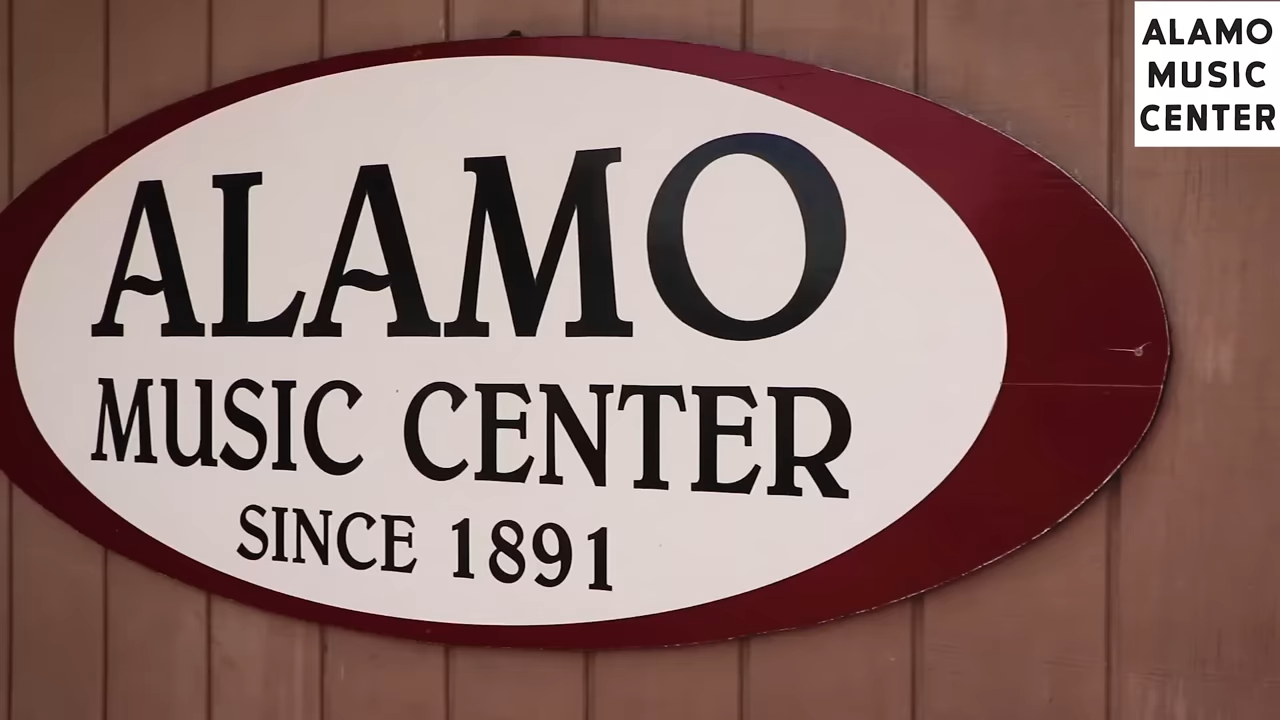 ALAMO
MUSIC CENTER
SINCE 1891
ALAMO
MUSIC
CENTER